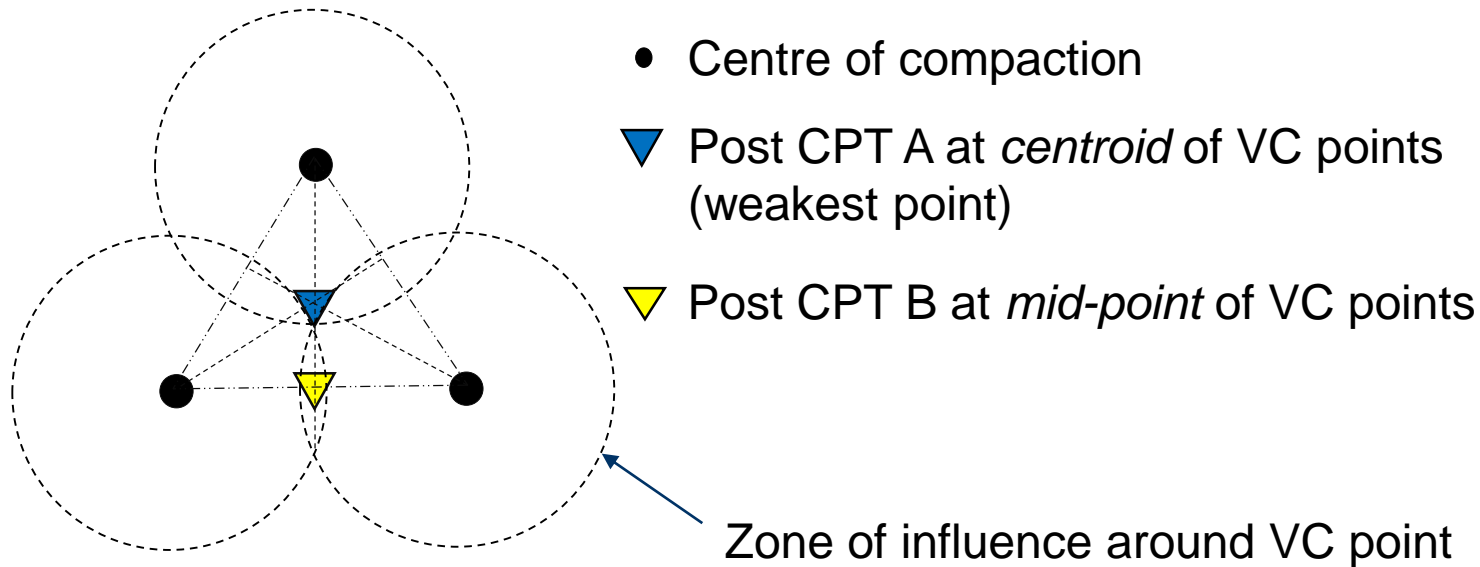 Centre of compaction
Post CPT A at centroid of VC points
(weakest point)
Post CPT B at mid-point of VC points
Zone of influence around VC point